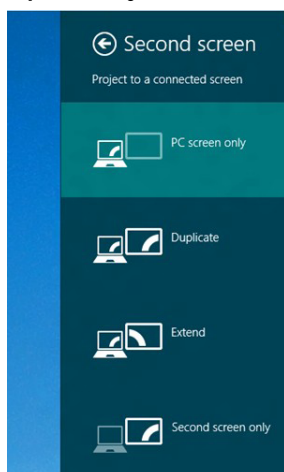 Second screen
Project to a connected screen
PC screen only
Duplicate
Extend
Second screen only